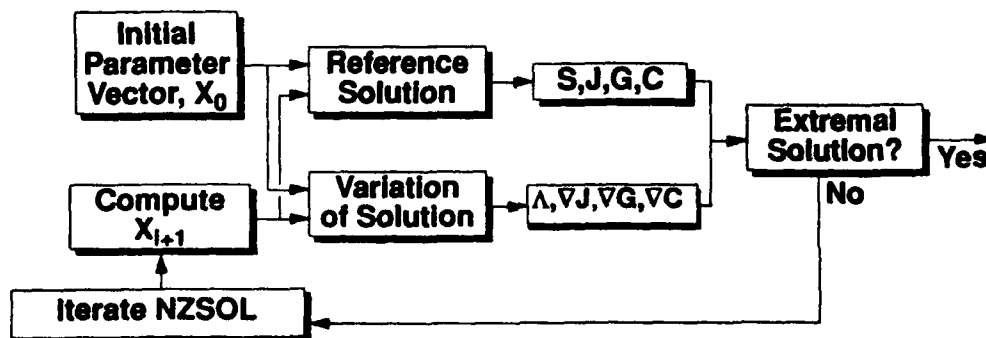 Initial
Parameter
Vector, X₀
Reference
Solution
S,J,G,C
Extremal
Solution?
Yes
No
Compute
Xᵢ₊₁
Variation
of Solution
Λ,∇J,∇G,∇C
Iterate NZSOL